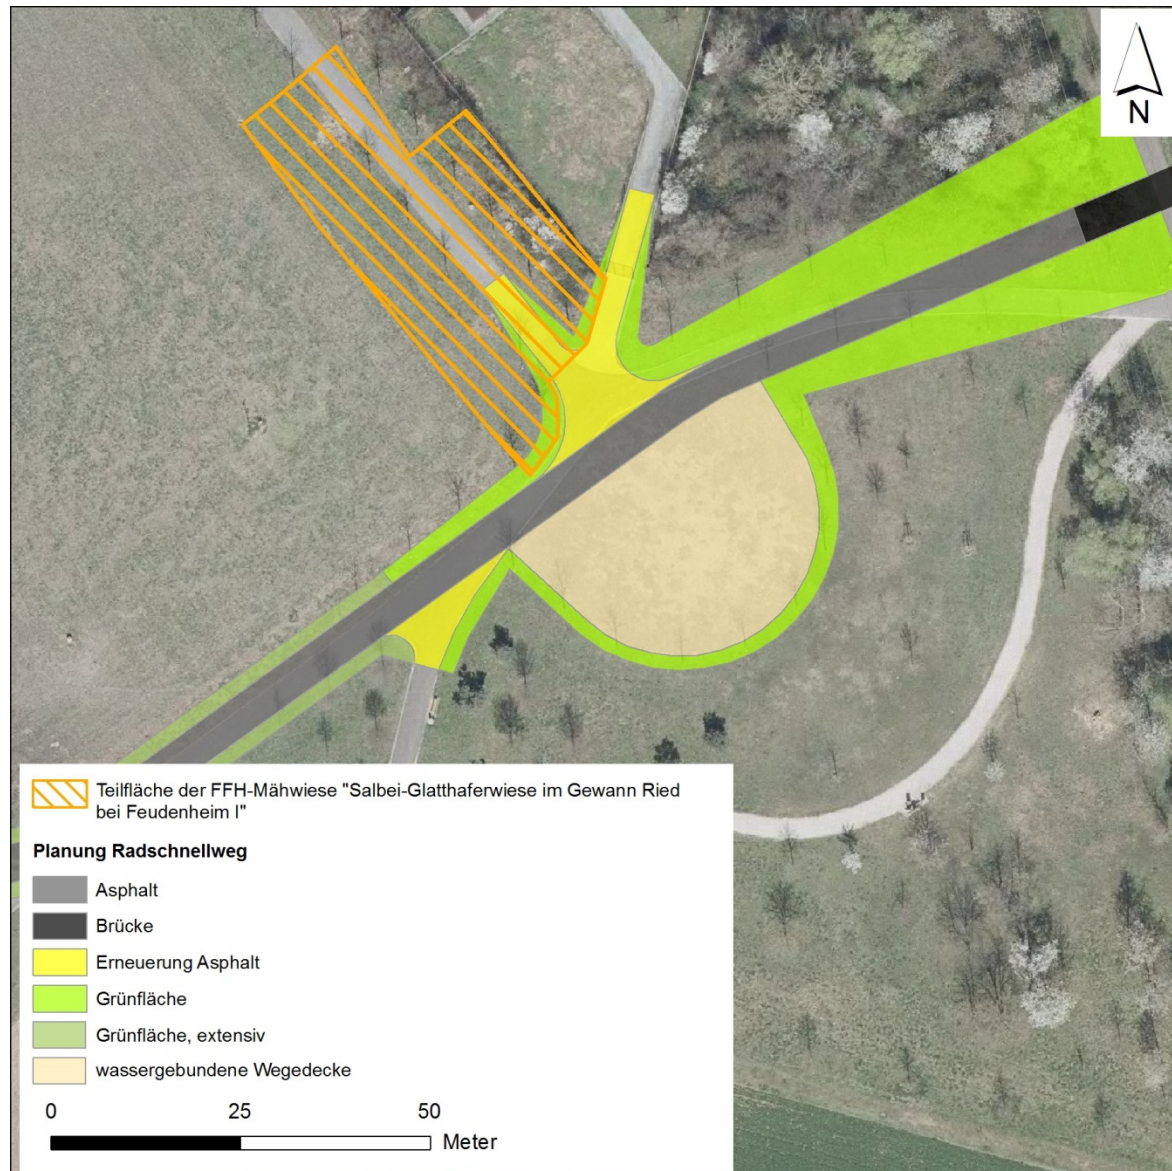 N
Teilfläche der FFH-Mähwiese "Salbei-Glatthaferwiese im Gewann Ried
bei Feudenheim I"
Planung Radschnellweg
Asphalt
Brücke
Erneuerung Asphalt
Grünfläche
Grünfläche, extensiv
wassergebundene Wegedecke
0 25 50
Meter